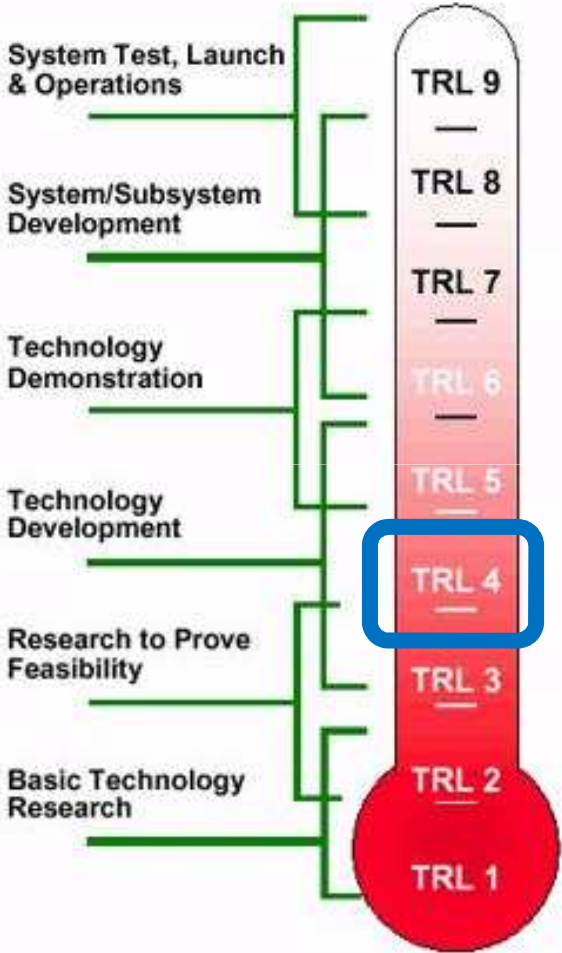 System Test, Launch
& Operations
System/Subsystem
Development
Technology
Demonstration
Technology
Development
Research to Prove
Feasibility
Basic Technology
Research
TRL 9
TRL 8
TRL 7
TRL 6
TRL 5
TRL 4
TRL 3
TRL 2
TRL 1